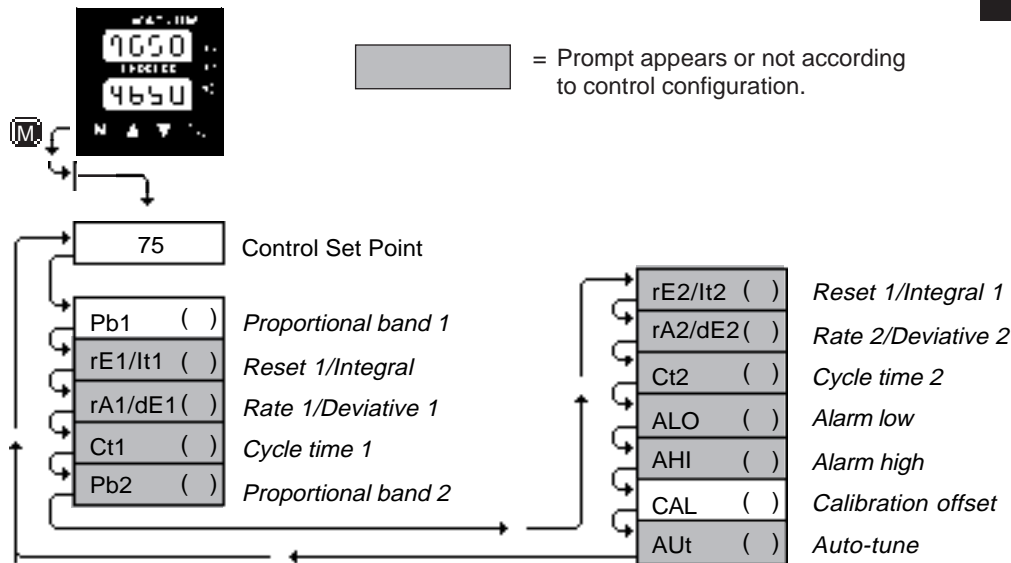 = Prompt appears or not according
to control configuration.
M
75
Control Set Point
Pb1 ( ) Proportional band 1
rE1/It1 ( ) Reset 1/Integral
rA1/dE1 ( ) Rate 1/Deviative 1
Ct1 ( ) Cycle time 1
Pb2 ( ) Proportional band 2
rE2/It2 ( ) Reset 1/Integral 1
rA2/dE2 ( ) Rate 2/Deviative 2
Ct2 ( ) Cycle time 2
ALO ( ) Alarm low
AHI ( ) Alarm high
CAL ( ) Calibration offset
AUt ( ) Auto-tune